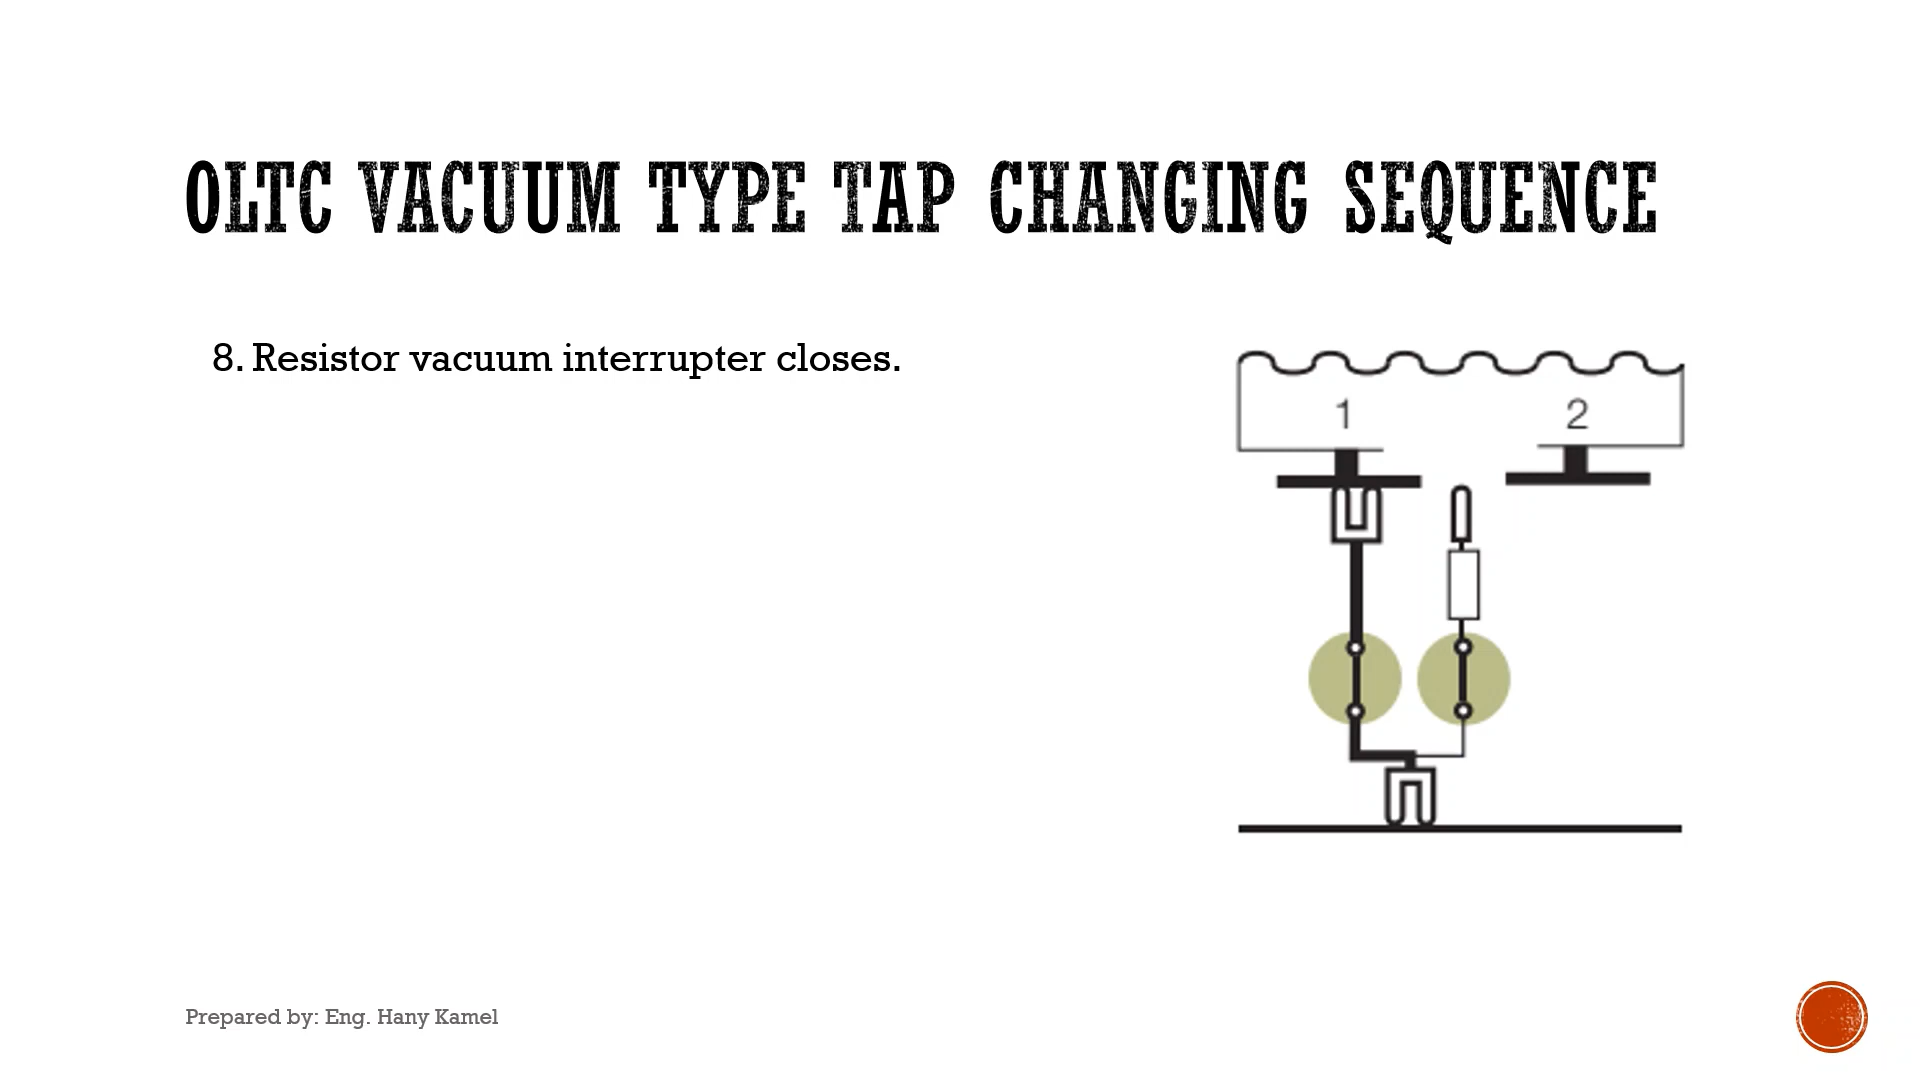 OLTC VACUUM TYPE TAP CHANGING SEQUENCE
8. Resistor vacuum interrupter closes.
1
2
Prepared by: Eng. Hany Kamel